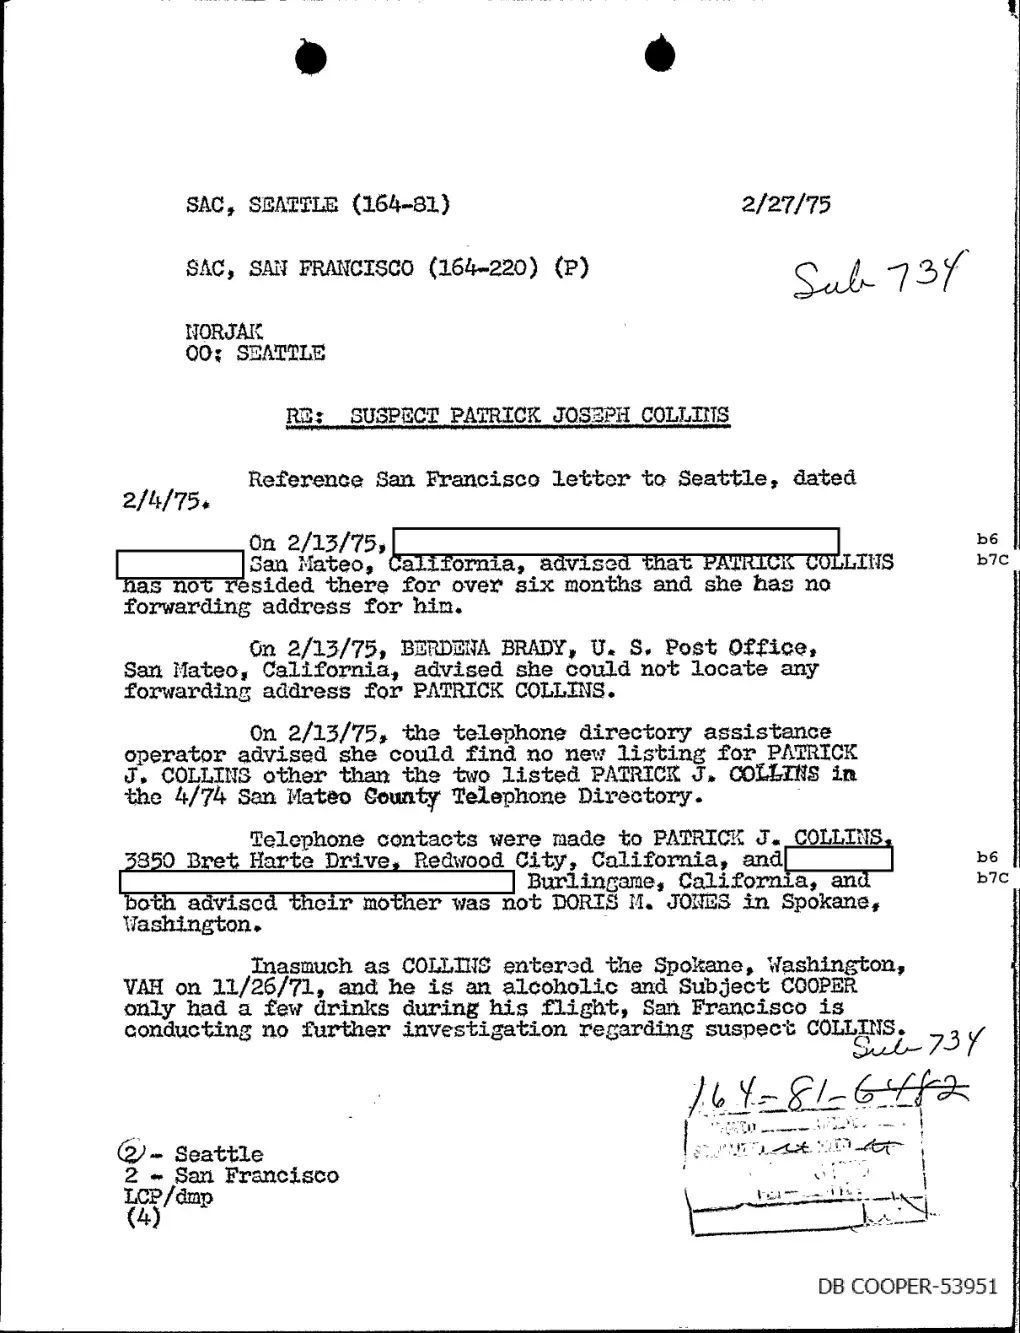 SAC, SEATTLE (164-81) 2/27/75
SAC, SAN FRANCISCO (164-220) (P)
Sub 734
NORJAK
OO: SEATTLE
RE: SUSPECT PATRICK JOSEPH COLLINS
Reference San Francisco letter to Seattle, dated
2/4/75.
On 2/13/75, b6
San Mateo, California, advised that PATRICK COLLINS b7C
has not resided there for over six months and she has no
forwarding address for him.
On 2/13/75, BERDENA BRADY, U. S. Post Office,
San Mateo, California, advised she could not locate any
forwarding address for PATRICK COLLINS.
On 2/13/75, the telephone directory assistance
operator advised she could find no new listing for PATRICK
J. COLLINS other than the two listed PATRICK J. COLLINS in
the 4/74 San Mateo County Telephone Directory.
Telephone contacts were made to PATRICK J. COLLINS,
3850 Bret Harte Drive, Redwood City, California, and b6
Burlingame, California, and b7C
both advised their mother was not DORIS M. JONES in Spokane,
Washington.
Inasmuch as COLLINS entered the Spokane, Washington,
VAH on 11/26/71, and he is an alcoholic and Subject COOPER
only had a few drinks during his flight, San Francisco is
conducting no further investigation regarding suspect COLLINS.
Sub 734
164-81-6482
2 - Seattle
2 - San Francisco
LCP/dmp
(4)
DB COOPER-53951